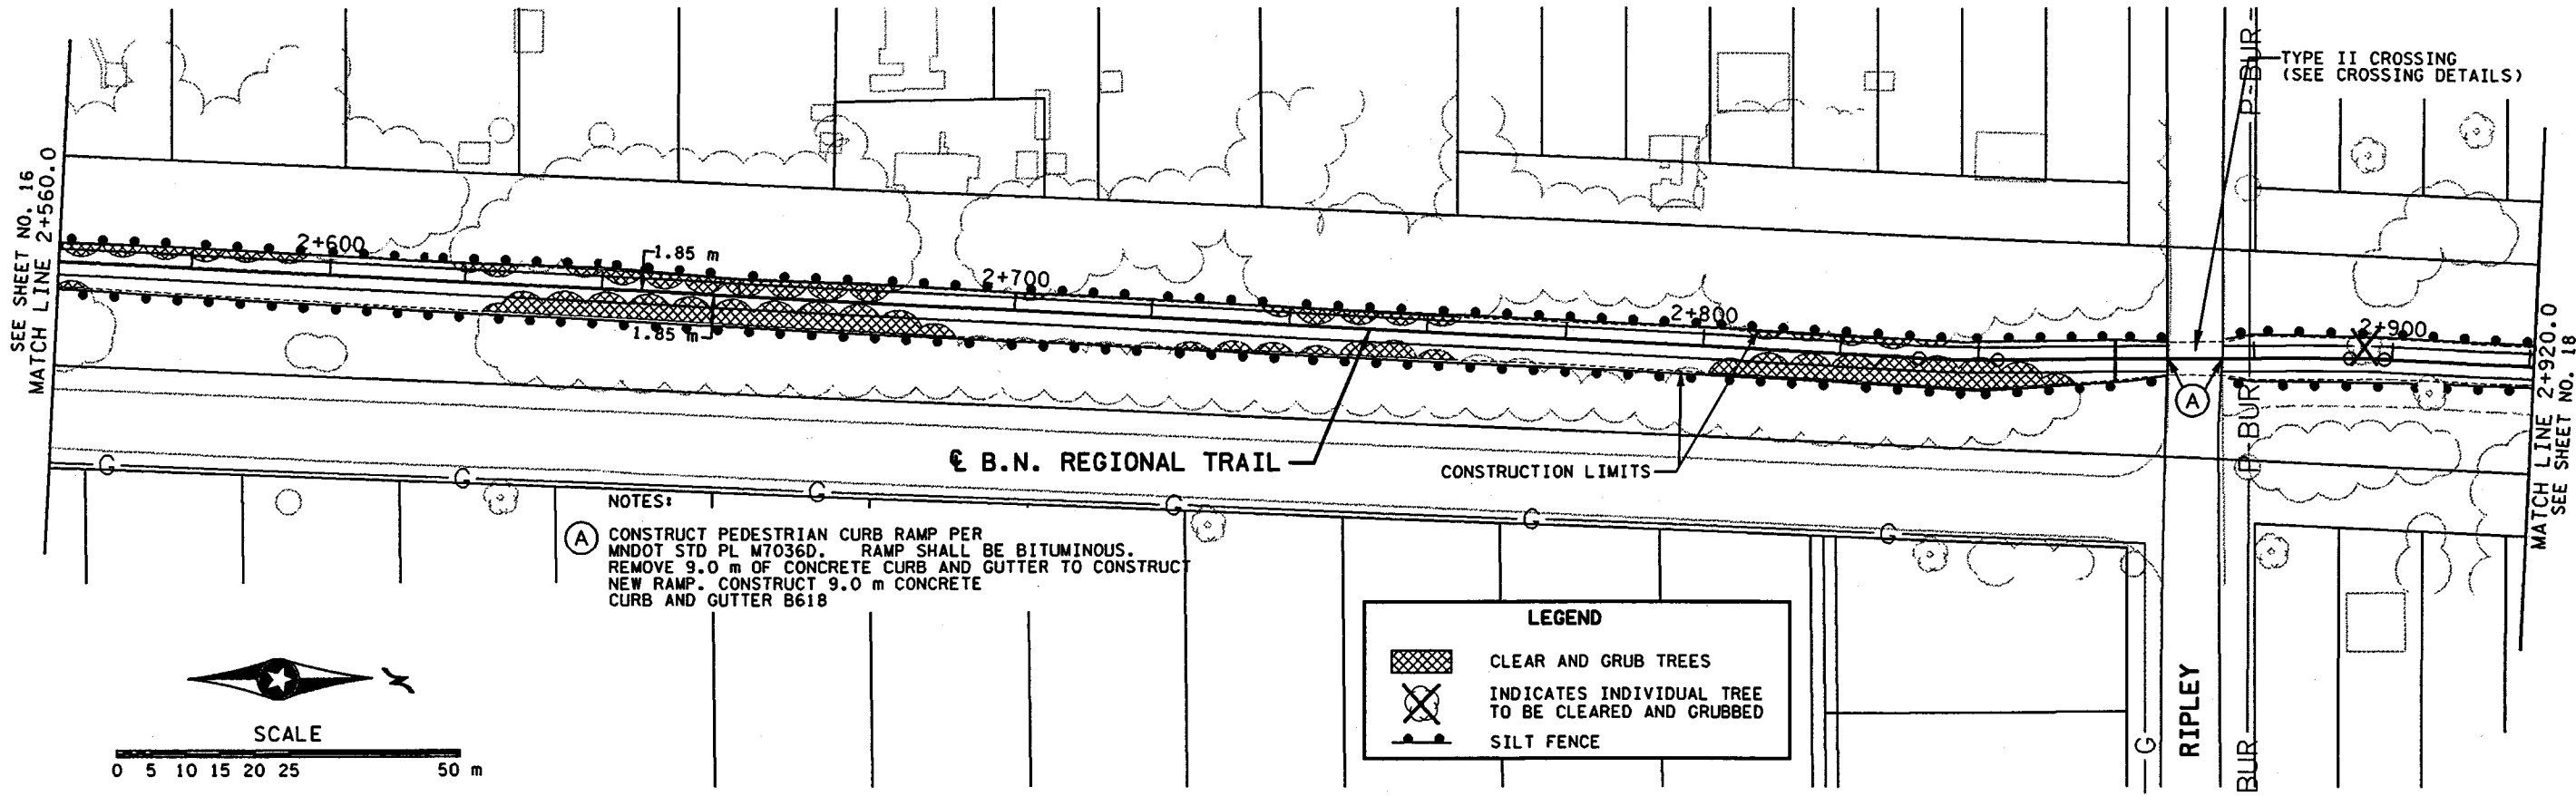 P-BUR-
TYPE II CROSSING
(SEE CROSSING DETAILS)
SEE SHEET NO. 16
MATCH LINE 2+560.0
2+600
1.85 m
2+700
2+800
2+900
1.85 m
A
P-BUR
MATCH LINE 2+920.0
SEE SHEET NO. 18
℄ B.N. REGIONAL TRAIL
CONSTRUCTION LIMITS
G G G G G G
NOTES:
A CONSTRUCT PEDESTRIAN CURB RAMP PER
MNDOT STD PL M7036D. RAMP SHALL BE BITUMINOUS.
REMOVE 9.0 m OF CONCRETE CURB AND GUTTER TO CONSTRUCT
NEW RAMP. CONSTRUCT 9.0 m CONCRETE
CURB AND GUTTER B618
LEGEND
CLEAR AND GRUB TREES
INDICATES INDIVIDUAL TREE
TO BE CLEARED AND GRUBBED
SILT FENCE
N
SCALE
0 5 10 15 20 25 50 m
G
RIPLEY
BUR